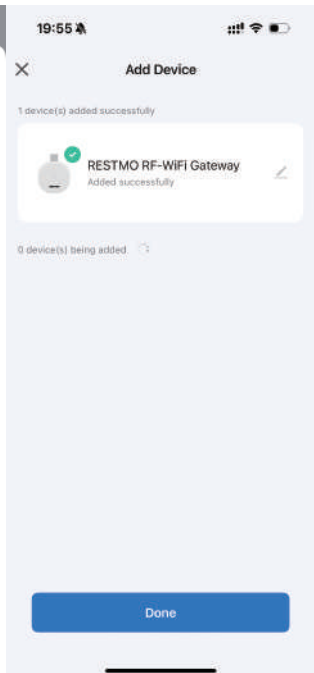 19:55
Add Device
1 device(s) added successfully
RESTMO RF-WiFi Gateway
Added successfully
0 device(s) being added
Done